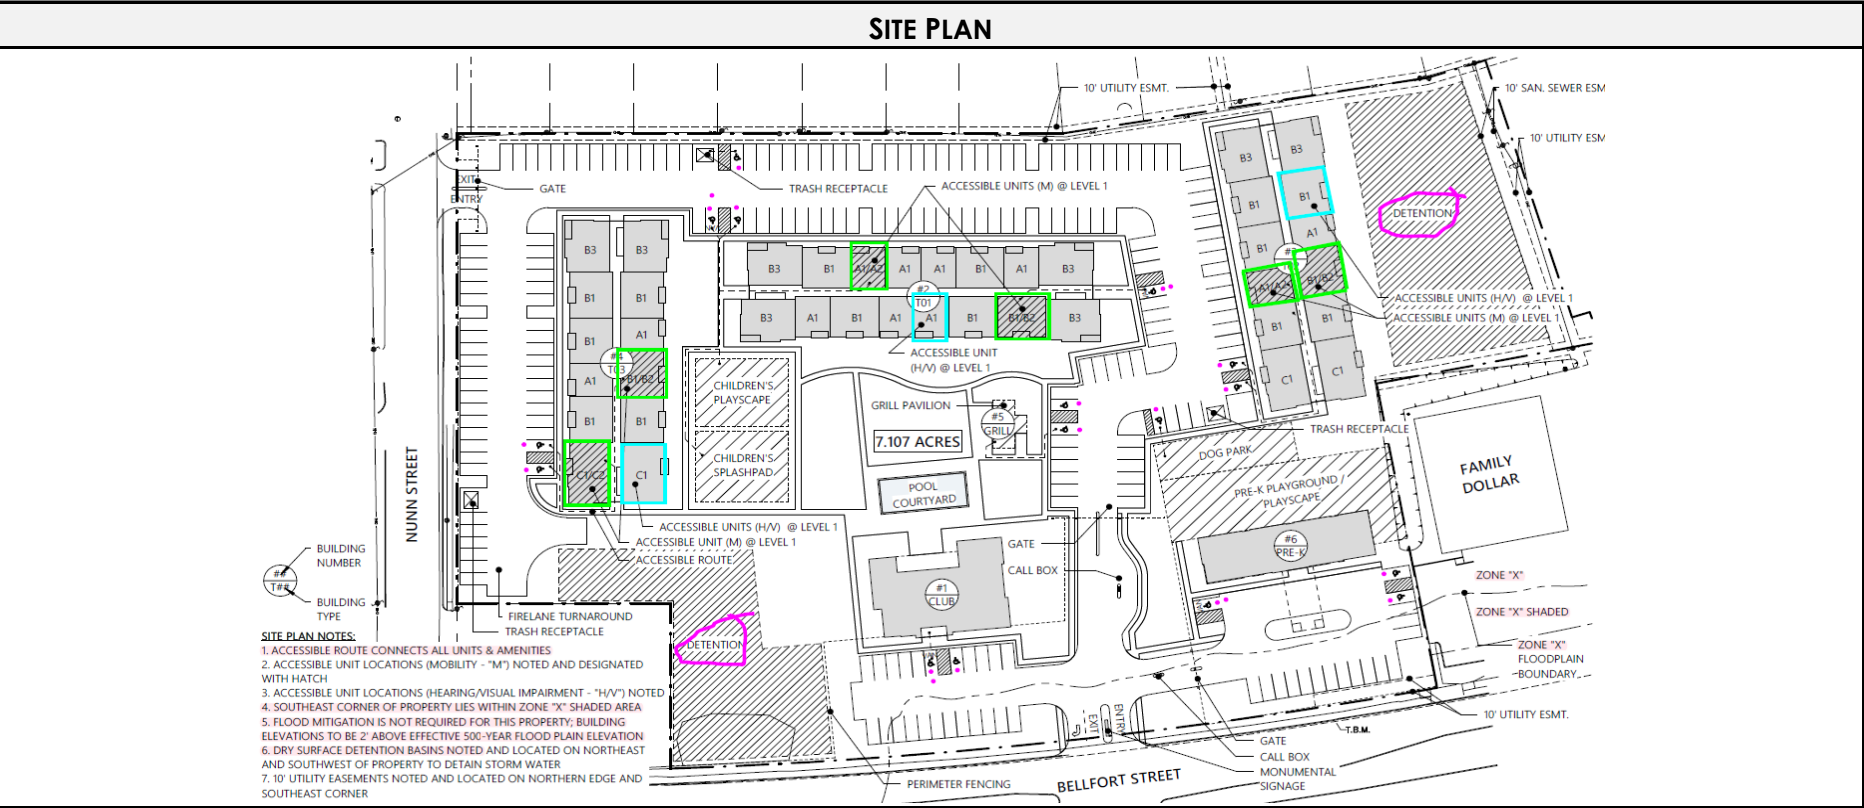 SITE PLAN
10' UTILITY ESMT.
10' SAN. SEWER ESM
10' UTILITY ESM
EXIT
ENTRY
GATE
TRASH RECEPTACLE
ACCESSIBLE UNITS (M) @ LEVEL 1
DETENTION
B3
B3
B1
B1
B1
A1
A1/A2
B1/B2
B1
B1
C1
C1
ACCESSIBLE UNITS (H/V) @ LEVEL 1
ACCESSIBLE UNITS (M) @ LEVEL 1
B3
B3
B1
B1
B1
A1
#4
T03
A1
B1/B2
B1
B1
C1/C2
C1
B3
B1
A1/A2
A1
A1
B1
A1
B3
#2
T01
B3
A1
B1
A1
A1
B1
B1/B2
B3
ACCESSIBLE UNIT
(H/V) @ LEVEL 1
CHILDREN'S
PLAYSCAPE
CHILDREN'S
SPLASHPAD
GRILL PAVILION
#5
GRILL
7.107 ACRES
POOL
COURTYARD
TRASH RECEPTACLE
DOG PARK
PRE-K PLAYGROUND /
PLAYSCAPE
FAMILY
DOLLAR
#6
PRE-K
NUNN STREET
ACCESSIBLE UNITS (H/V) @ LEVEL 1
ACCESSIBLE UNIT (M) @ LEVEL 1
ACCESSIBLE ROUTE
GATE
CALL BOX
#1
CLUB
##
T##
BUILDING
NUMBER
BUILDING
TYPE
FIRELANE TURNAROUND
TRASH RECEPTACLE
DETENTION
ZONE "X"
ZONE "X" SHADED
ZONE "X"
FLOODPLAIN
BOUNDARY
10' UTILITY ESMT.
T.B.M.
EXIT
ENTRY
GATE
CALL BOX
MONUMENTAL
SIGNAGE
PERIMETER FENCING
BELLFORT STREET
SITE PLAN NOTES:
1. ACCESSIBLE ROUTE CONNECTS ALL UNITS & AMENITIES
2. ACCESSIBLE UNIT LOCATIONS (MOBILITY - "M") NOTED AND DESIGNATED
WITH HATCH
3. ACCESSIBLE UNIT LOCATIONS (HEARING/VISUAL IMPAIRMENT - "H/V") NOTED
4. SOUTHEAST CORNER OF PROPERTY LIES WITHIN ZONE "X" SHADED AREA
5. FLOOD MITIGATION IS NOT REQUIRED FOR THIS PROPERTY; BUILDING
ELEVATIONS TO BE 2' ABOVE EFFECTIVE 500-YEAR FLOOD PLAIN ELEVATION
6. DRY SURFACE DETENTION BASINS NOTED AND LOCATED ON NORTHEAST
AND SOUTHWEST OF PROPERTY TO DETAIN STORM WATER
7. 10' UTILITY EASEMENTS NOTED AND LOCATED ON NORTHERN EDGE AND
SOUTHEAST CORNER